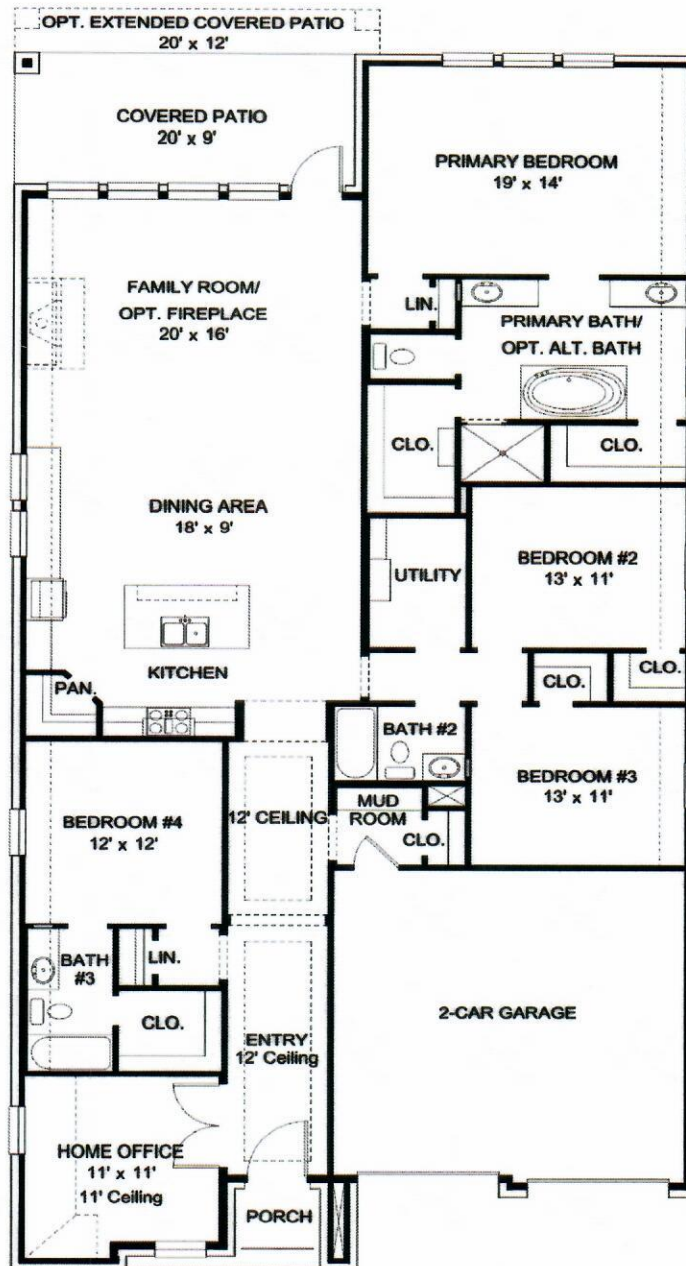 OPT. EXTENDED COVERED PATIO
20' x 12'
COVERED PATIO
20' x 9'
PRIMARY BEDROOM
19' x 14'
FAMILY ROOM/
OPT. FIREPLACE
20' x 16'
LIN.
PRIMARY BATH/
OPT. ALT. BATH
CLO.
CLO.
DINING AREA
18' x 9'
UTILITY
BEDROOM #2
13' x 11'
KITCHEN
PAN.
CLO.
CLO.
BATH #2
BEDROOM #3
13' x 11'
MUD
ROOM
CLO.
BEDROOM #4
12' x 12'
12' CEILING
BATH
#3
LIN.
CLO.
ENTRY
12' Ceiling
2-CAR GARAGE
HOME OFFICE
11' x 11'
11' Ceiling
PORCH